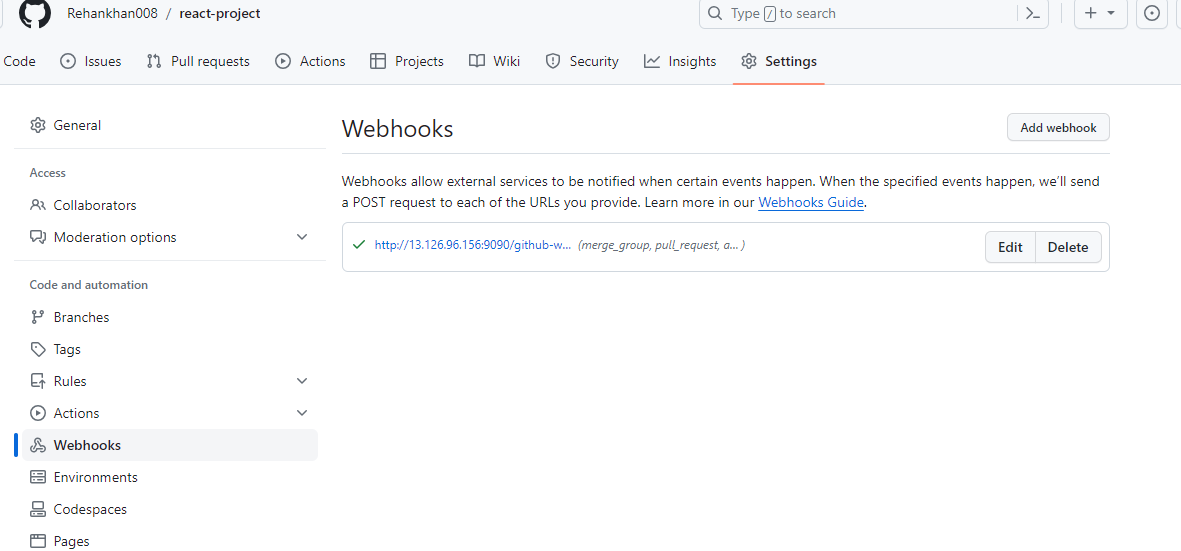 Rehankhan008 / react-project
Type / to search
Code Issues Pull requests Actions Projects Wiki Security Insights Settings
General
Access
Collaborators
Moderation options
Code and automation
Branches
Tags
Rules
Actions
Webhooks
Environments
Codespaces
Pages
Webhooks
Add webhook
Webhooks allow external services to be notified when certain events happen. When the specified events happen, we’ll send
a POST request to each of the URLs you provide. Learn more in our Webhooks Guide.
http://13.126.96.156:9090/github-w... (merge_group, pull_request, a... )
Edit Delete